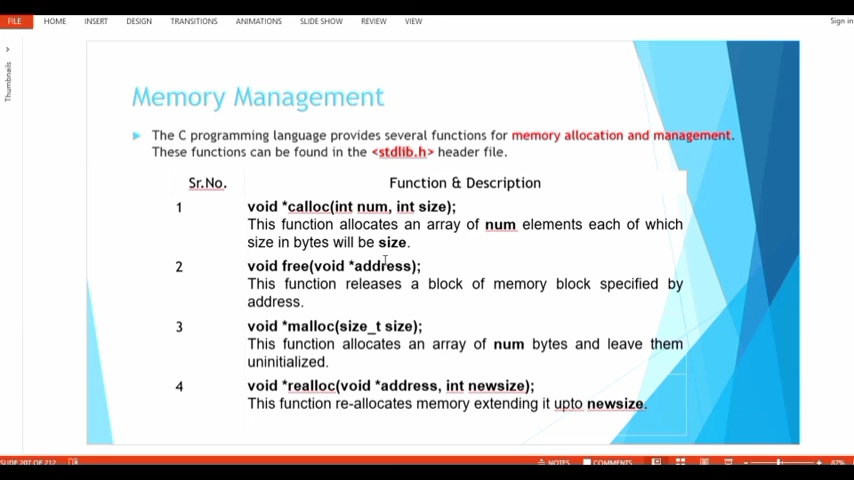 FILE HOME INSERT DESIGN TRANSITIONS ANIMATIONS SLIDE SHOW REVIEW VIEW Sign in
Thumbnails
Memory Management
The C programming language provides several functions for memory allocation and management.
These functions can be found in the <stdlib.h> header file.
Sr.No. Function & Description
1 void *calloc(int num, int size);
This function allocates an array of num elements each of which
size in bytes will be size.
2 void free(void *address);
This function releases a block of memory block specified by
address.
3 void *malloc(size_t size);
This function allocates an array of num bytes and leave them
uninitialized.
4 void *realloc(void *address, int newsize);
This function re-allocates memory extending it upto newsize.
SLIDE 207 OF 212 NOTES COMMENTS 87%